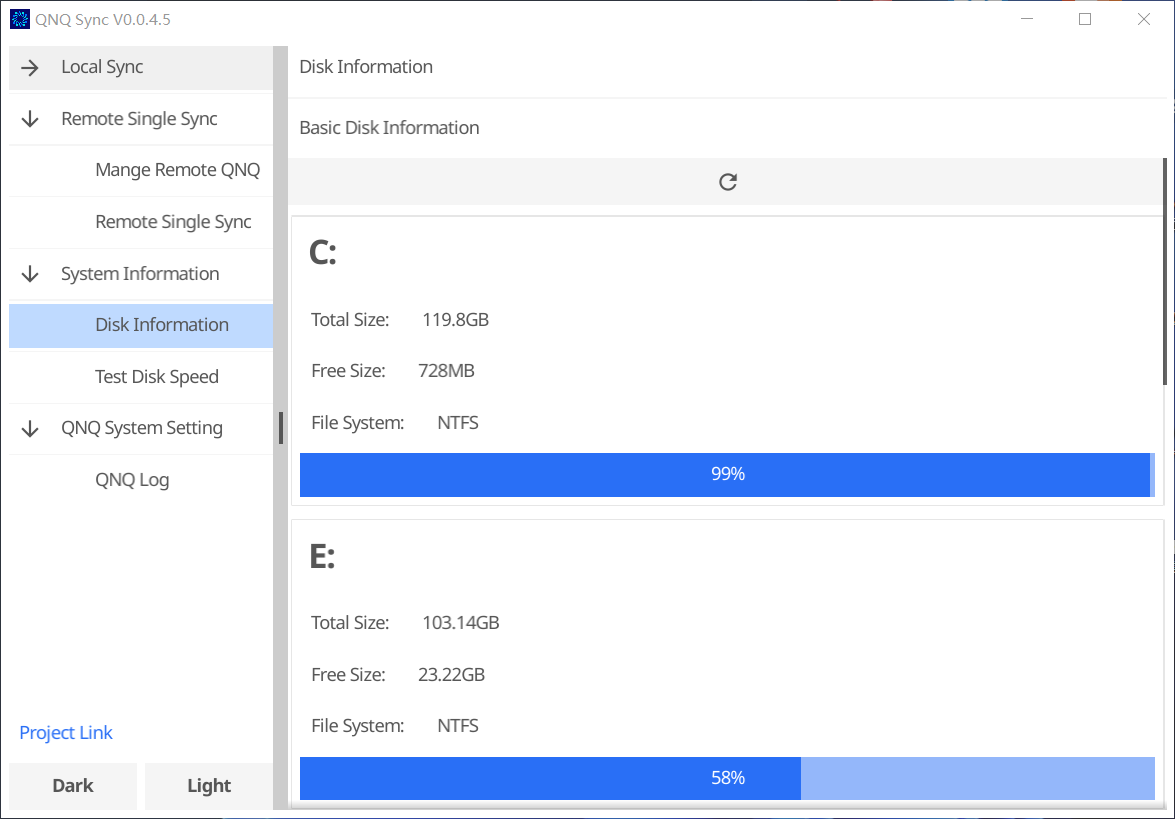 QNQ Sync V0.0.4.5
Local Sync
Remote Single Sync
Mange Remote QNQ
Remote Single Sync
System Information
Disk Information
Test Disk Speed
QNQ System Setting
QNQ Log
Project Link
Dark
Light
Disk Information
Basic Disk Information
C:
Total Size: 119.8GB
Free Size: 728MB
File System: NTFS
99%
E:
Total Size: 103.14GB
Free Size: 23.22GB
File System: NTFS
58%